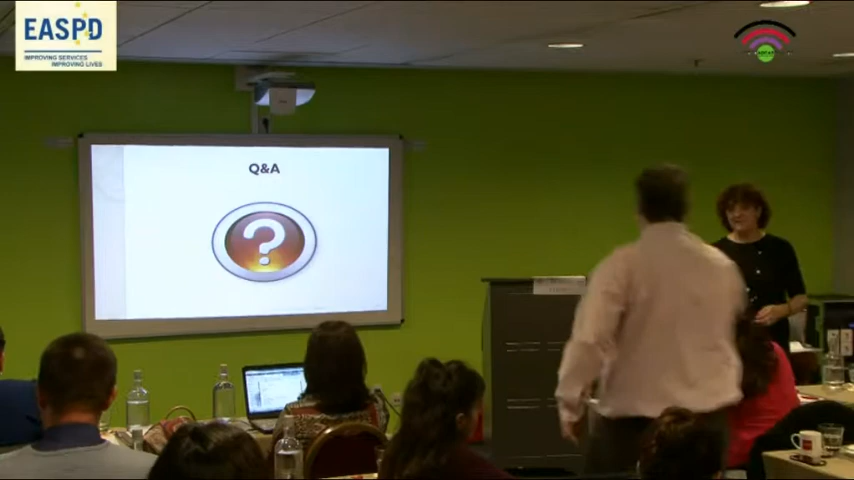 EASPD
IMPROVING SERVICES
IMPROVING LIVES
Q&A
?